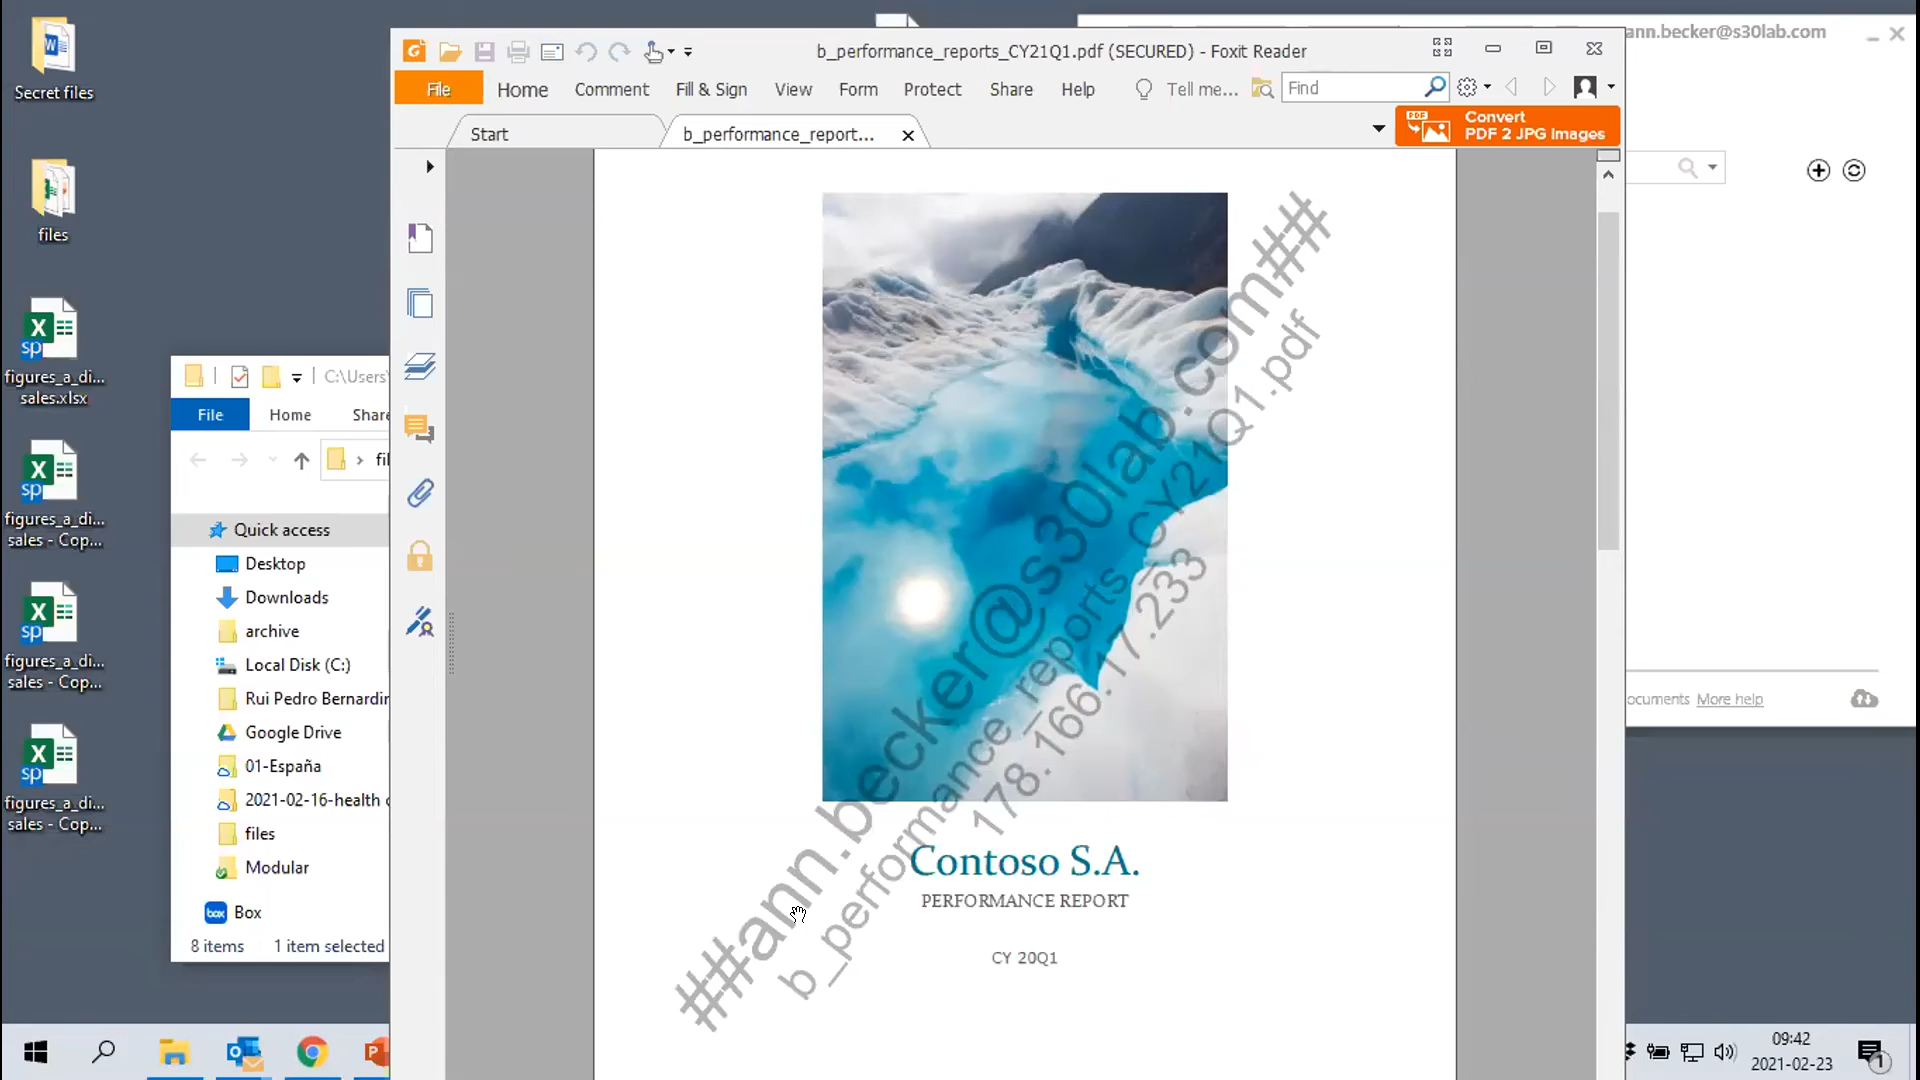 Secret files
files
figures_a_di...
sales.xlsx
figures_a_di...
sales - Cop...
figures_a_di...
sales - Cop...
figures_a_di...
sales - Cop...
C:\Users
File
Home
Share
Quick access
Desktop
Downloads
archive
Local Disk (C:)
Rui Pedro Bernardin
Google Drive
01-España
2021-02-16-health
files
Modular
box
Box
8 items
1 item selected
b_performance_reports_CY21Q1.pdf (SECURED) - Foxit Reader
File
Home
Comment
Fill & Sign
View
Form
Protect
Share
Help
Tell me...
Find
Start
b_performance_report...
PDF
Convert
PDF 2 JPG Images
##ann.becker@s30lab.com##
b_performance_reports_CY21Q1.pdf
178.166.17.233
Contoso S.A.
PERFORMANCE REPORT
CY 20Q1
ann.becker@s30lab.com
ocuments More help
09:42
2021-02-23
1